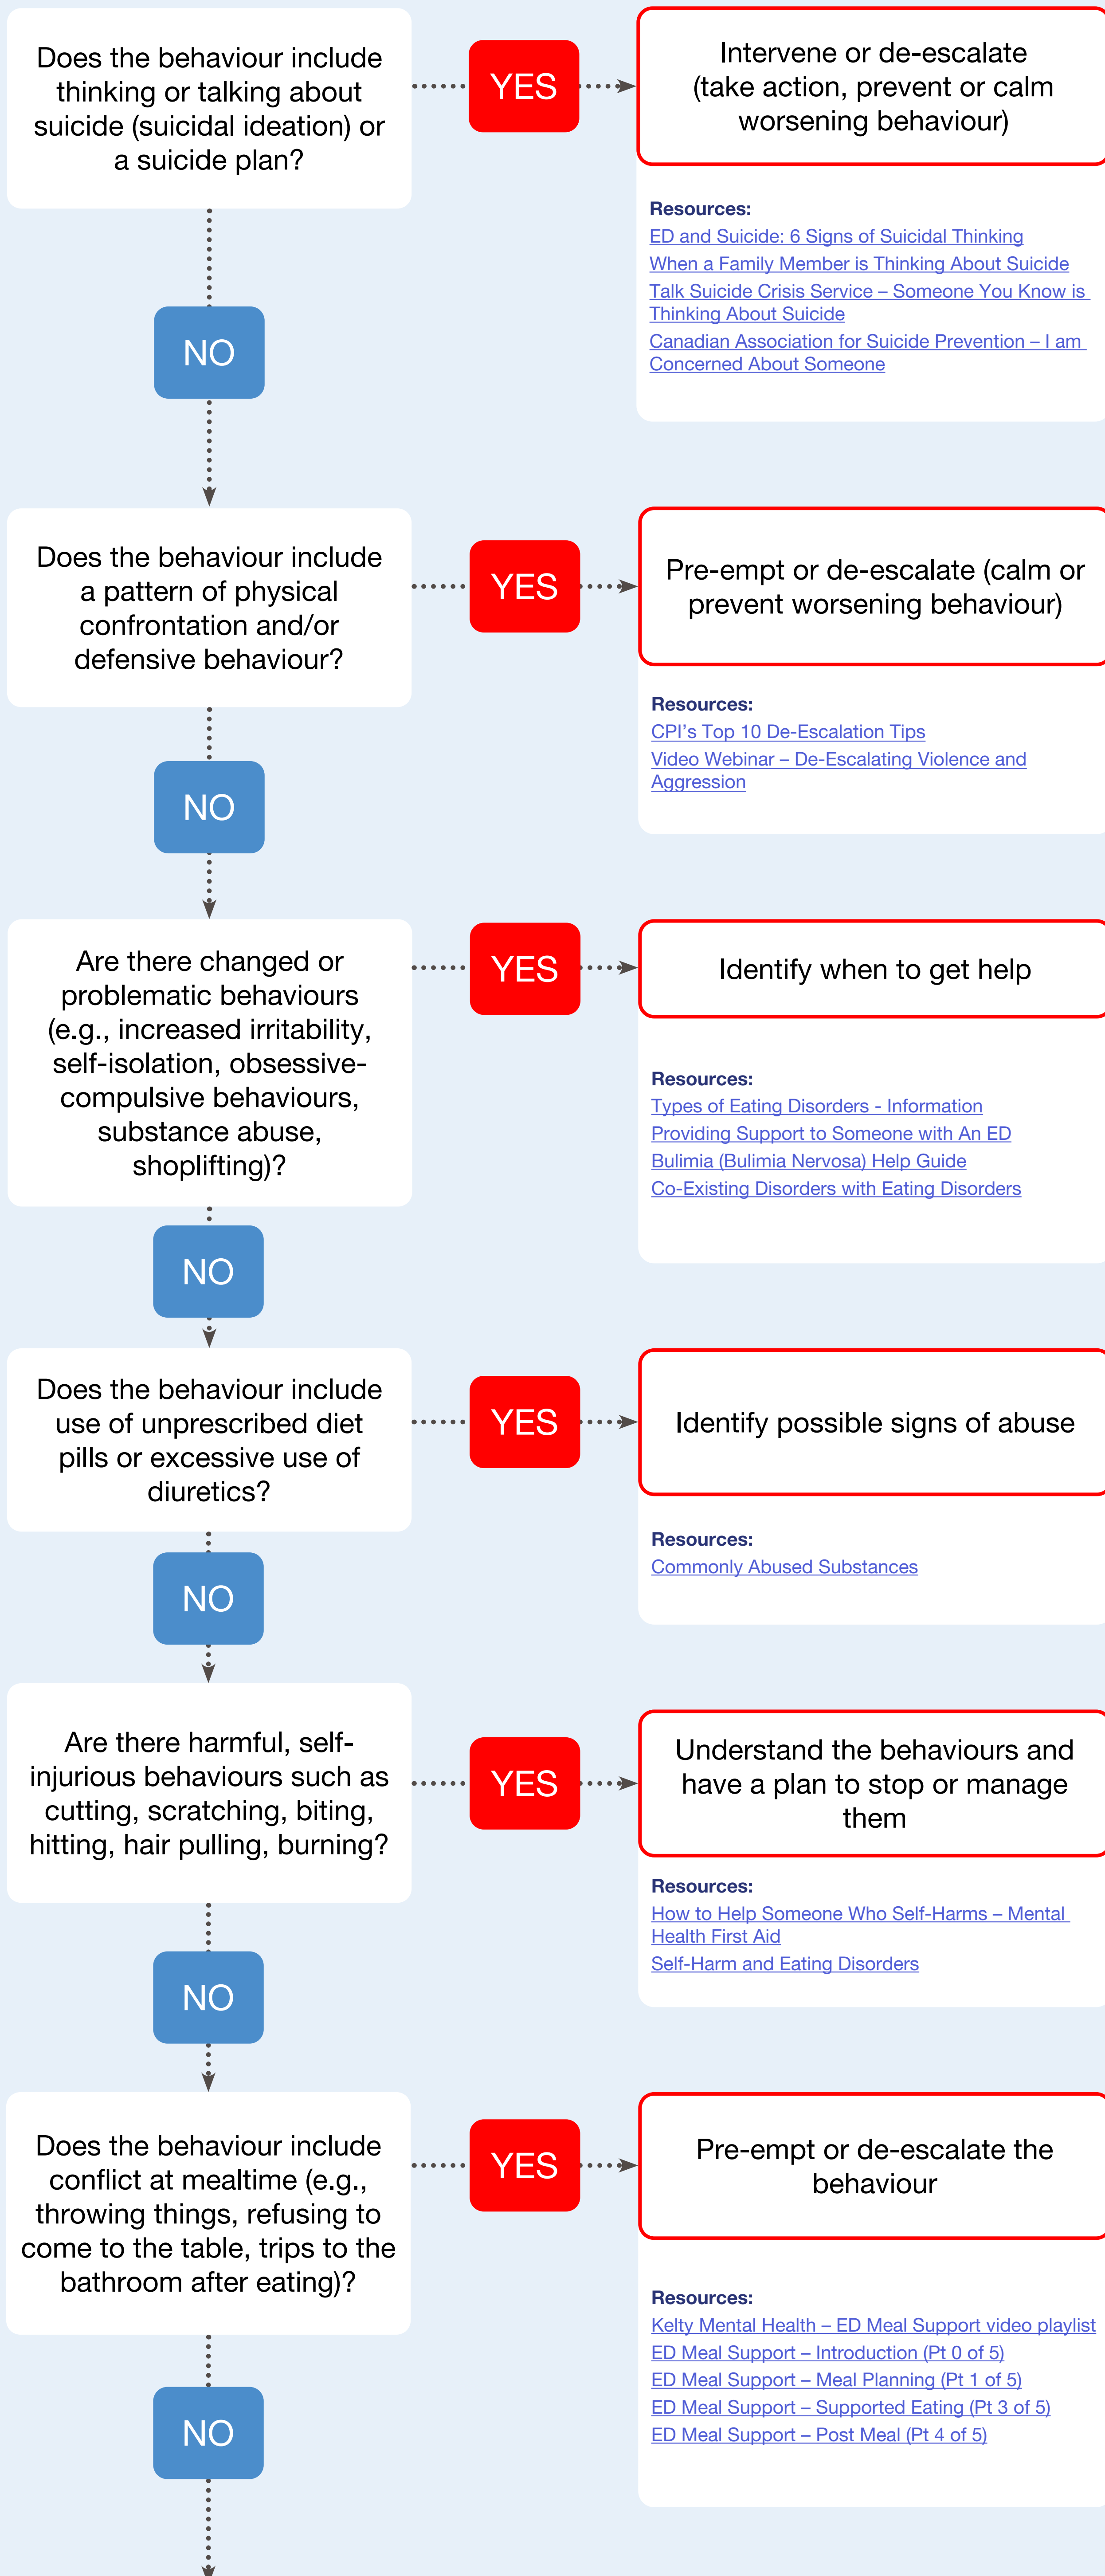 Does the behaviour include
thinking or talking about
suicide (suicidal ideation) or
a suicide plan?
YES
Intervene or de-escalate
(take action, prevent or calm
worsening behaviour)
Resources:
ED and Suicide: 6 Signs of Suicidal Thinking
When a Family Member is Thinking About Suicide
Talk Suicide Crisis Service – Someone You Know is
Thinking About Suicide
Canadian Association for Suicide Prevention – I am
Concerned About Someone
NO
Does the behaviour include
a pattern of physical
confrontation and/or
defensive behaviour?
YES
Pre-empt or de-escalate (calm or
prevent worsening behaviour)
Resources:
CPI's Top 10 De-Escalation Tips
Video Webinar – De-Escalating Violence and
Aggression
NO
Are there changed or
problematic behaviours
(e.g., increased irritability,
self-isolation, obsessive-
compulsive behaviours,
substance abuse,
shoplifting)?
YES
Identify when to get help
Resources:
Types of Eating Disorders - Information
Providing Support to Someone with An ED
Bulimia (Bulimia Nervosa) Help Guide
Co-Existing Disorders with Eating Disorders
NO
Does the behaviour include
use of unprescribed diet
pills or excessive use of
diuretics?
YES
Identify possible signs of abuse
Resources:
Commonly Abused Substances
NO
Are there harmful, self-
injurious behaviours such as
cutting, scratching, biting,
hitting, hair pulling, burning?
YES
Understand the behaviours and
have a plan to stop or manage
them
Resources:
How to Help Someone Who Self-Harms – Mental
Health First Aid
Self-Harm and Eating Disorders
NO
Does the behaviour include
conflict at mealtime (e.g.,
throwing things, refusing to
come to the table, trips to the
bathroom after eating)?
YES
Pre-empt or de-escalate the
behaviour
Resources:
Kelty Mental Health – ED Meal Support video playlist
ED Meal Support – Introduction (Pt 0 of 5)
ED Meal Support – Meal Planning (Pt 1 of 5)
ED Meal Support – Supported Eating (Pt 3 of 5)
ED Meal Support – Post Meal (Pt 4 of 5)
NO